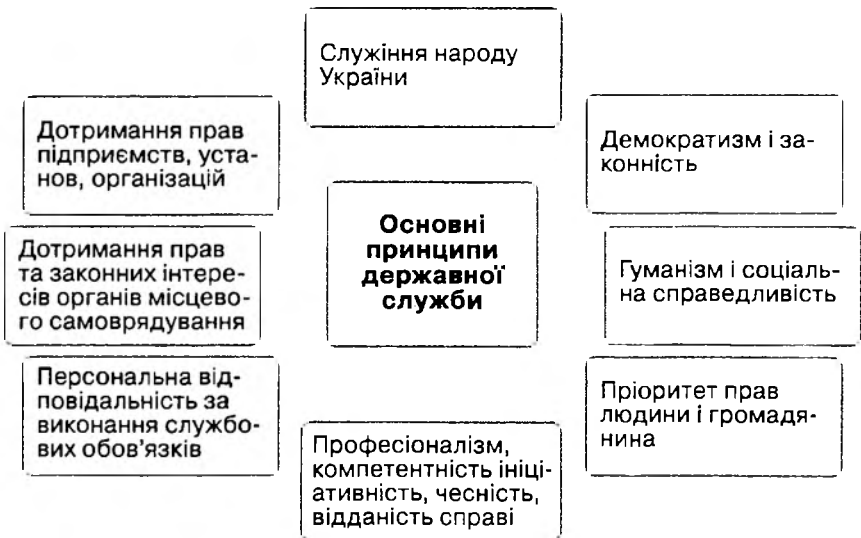 Служіння народу
України
Дотримання прав
підприємств, уста-
нов, організацій
Демократизм і за-
конність
Основні
принципи
державної
служби
Дотримання прав
та законних інтере-
сів органів місцево-
го самоврядування
Гуманізм і соціаль-
на справедливість
Персональна від-
повідальність за
виконання службо-
вих обов'язків
Пріоритет прав
людини і громадя-
нина
Професіоналізм,
компетентність ініці-
ативність, чесність,
відданість справі